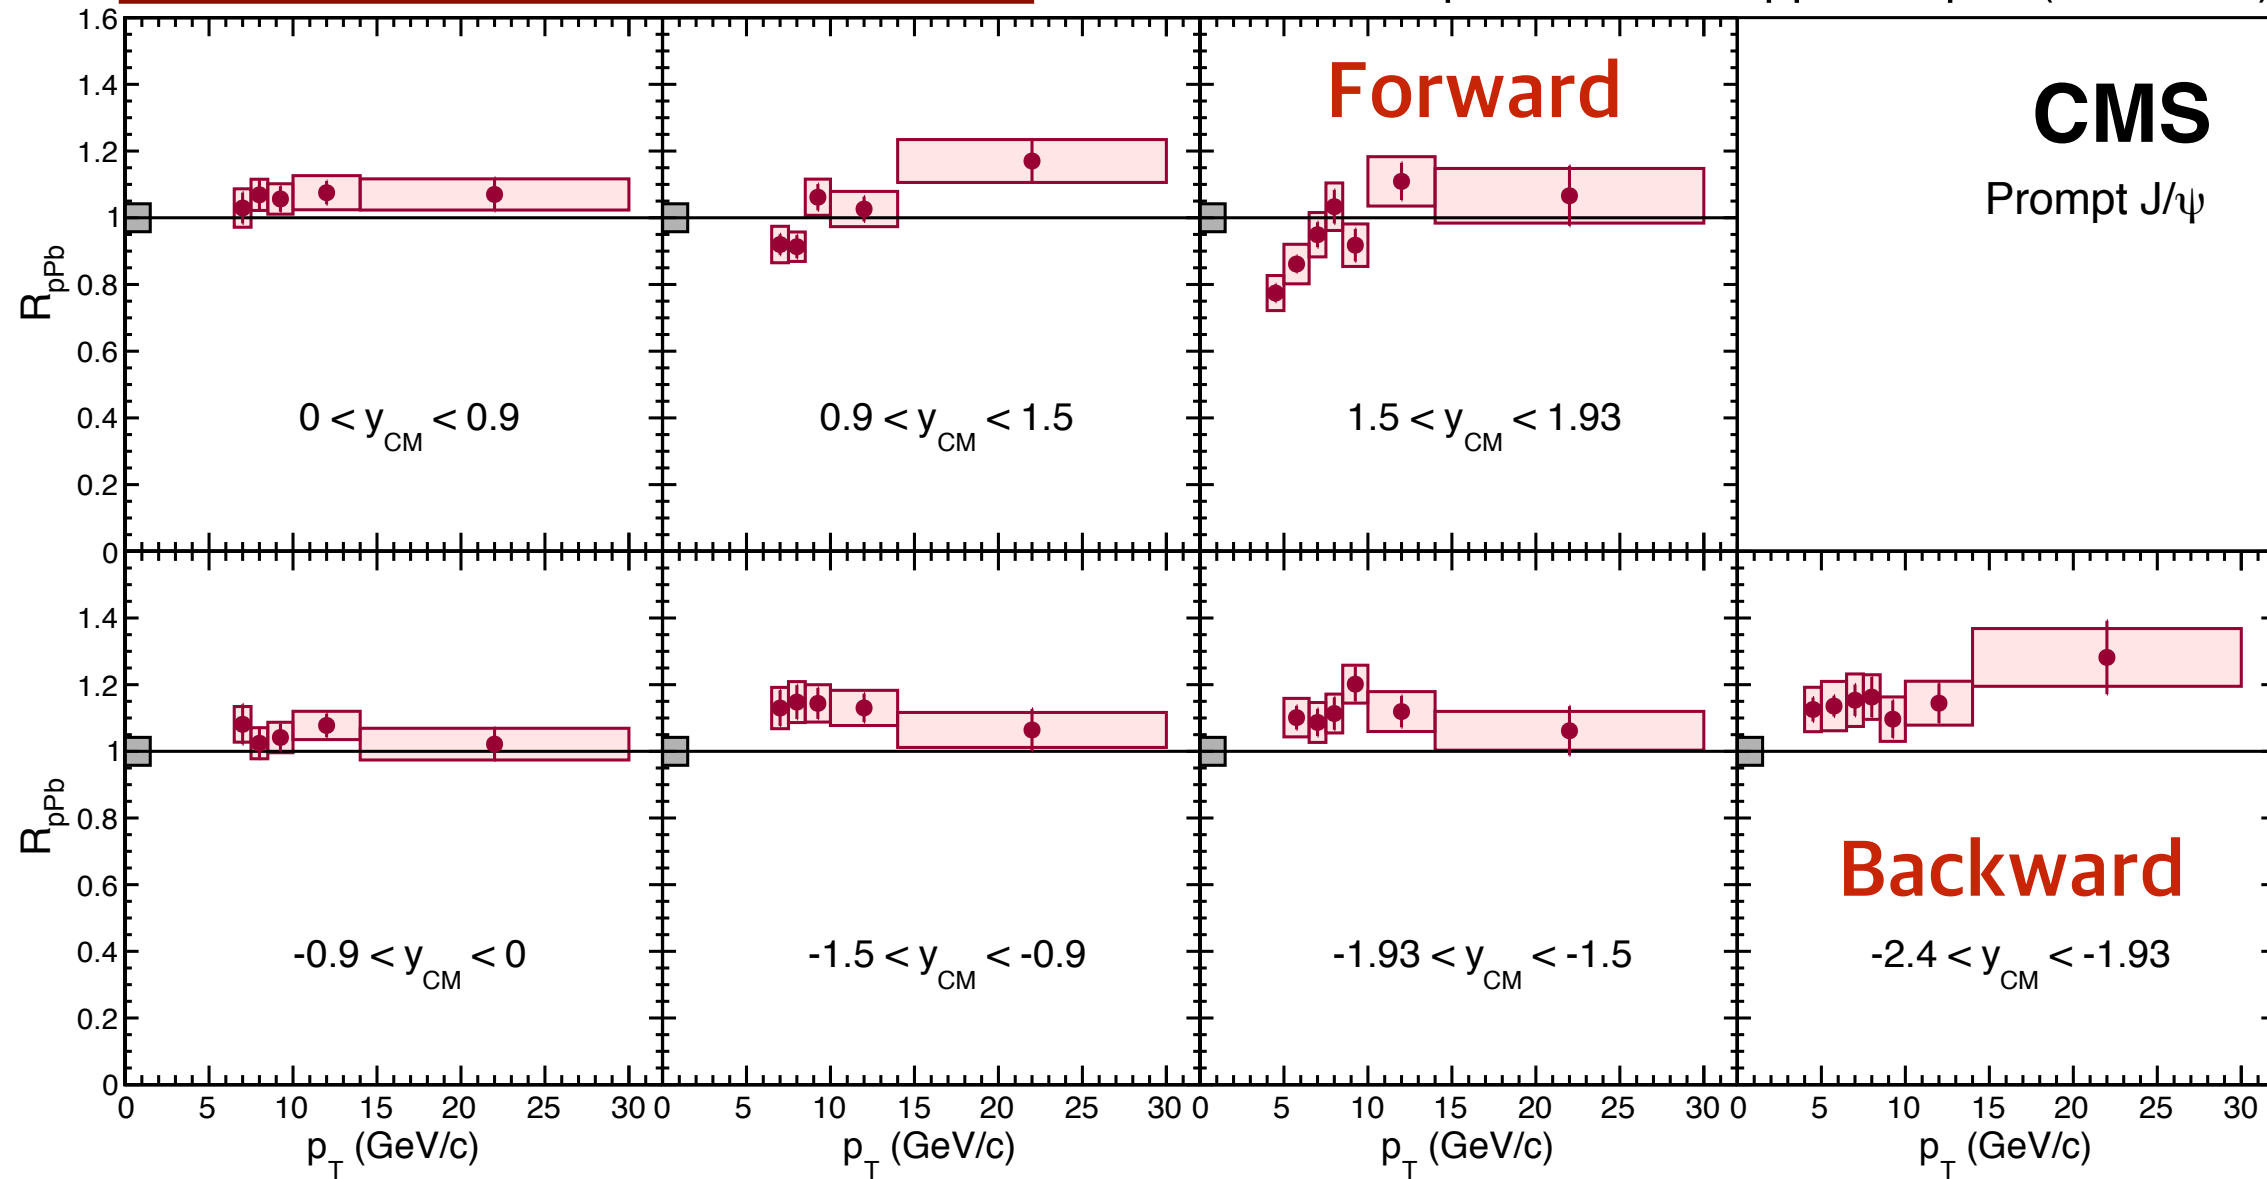 1.6
1.4
1.2
1
0.8
0.6
0.4
0.2
0
R_pPb
0 < y_CM < 0.9
0.9 < y_CM < 1.5
Forward
1.5 < y_CM < 1.93
CMS
Prompt J/ψ
1.4
1.2
1
0.8
0.6
0.4
0.2
0
R_pPb
-0.9 < y_CM < 0
-1.5 < y_CM < -0.9
-1.93 < y_CM < -1.5
Backward
-2.4 < y_CM < -1.93
0 5 10 15 20 25 30 0 5 10 15 20 25 30 0 5 10 15 20 25 30 0 5 10 15 20 25 30
p_T (GeV/c) p_T (GeV/c) p_T (GeV/c) p_T (GeV/c)